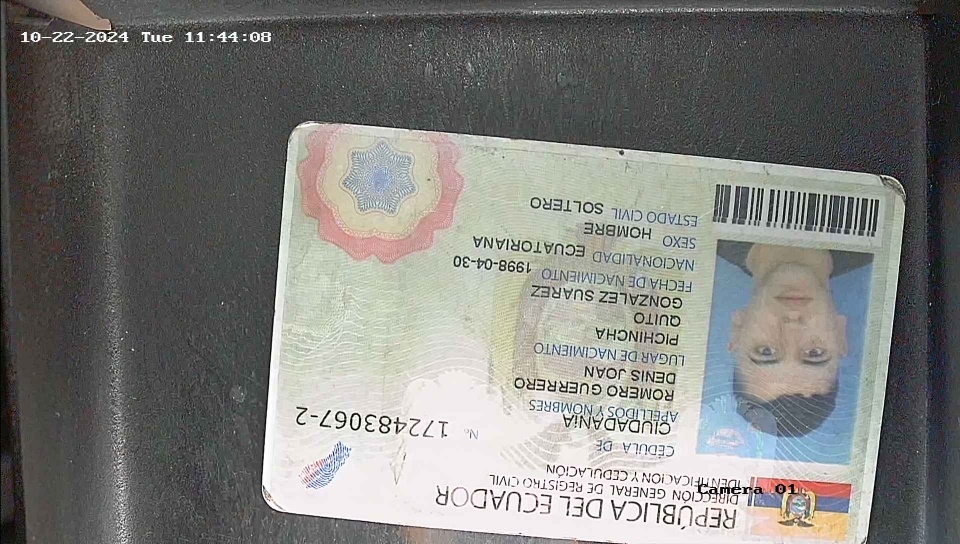 10-22-2024 Tue 11:44:08
REPÚBLICA DEL ECUADOR
DIRECCIÓN GENERAL DE REGISTRO CIVIL
IDENTIFICACIÓN Y CEDULACIÓN
CÉDULA DE
CIUDADANÍA
No. 172483067-2
APELLIDOS Y NOMBRES
ROMERO GUERRERO
DENIS JOAN
LUGAR DE NACIMIENTO
PICHINCHA
QUITO
GONZALEZ SUAREZ
FECHA DE NACIMIENTO 1998-04-30
NACIONALIDAD ECUATORIANA
SEXO HOMBRE
ESTADO CIVIL SOLTERO
Camera 01